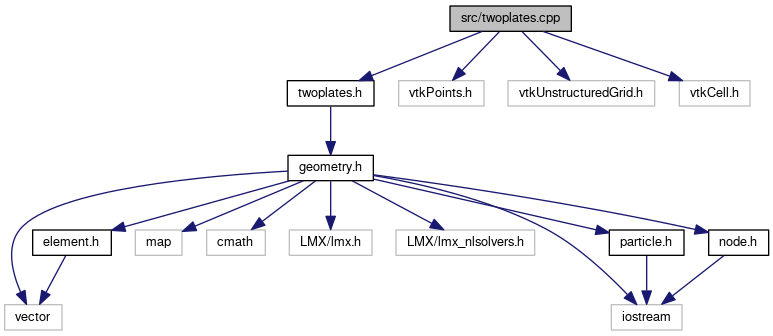 src/twoplates.cpp
twoplates.h
vtkPoints.h
vtkUnstructuredGrid.h
vtkCell.h
geometry.h
element.h
map
cmath
LMX/lmx.h
LMX/lmx_nlsolvers.h
particle.h
node.h
vector
iostream